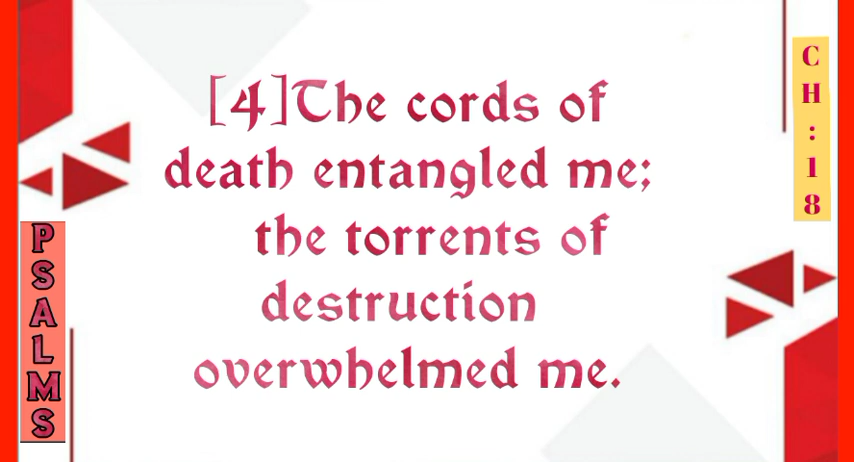 [4]The cords of
death entangled me;
the torrents of
destruction
overwhelmed me.
PSALMS
CH:18